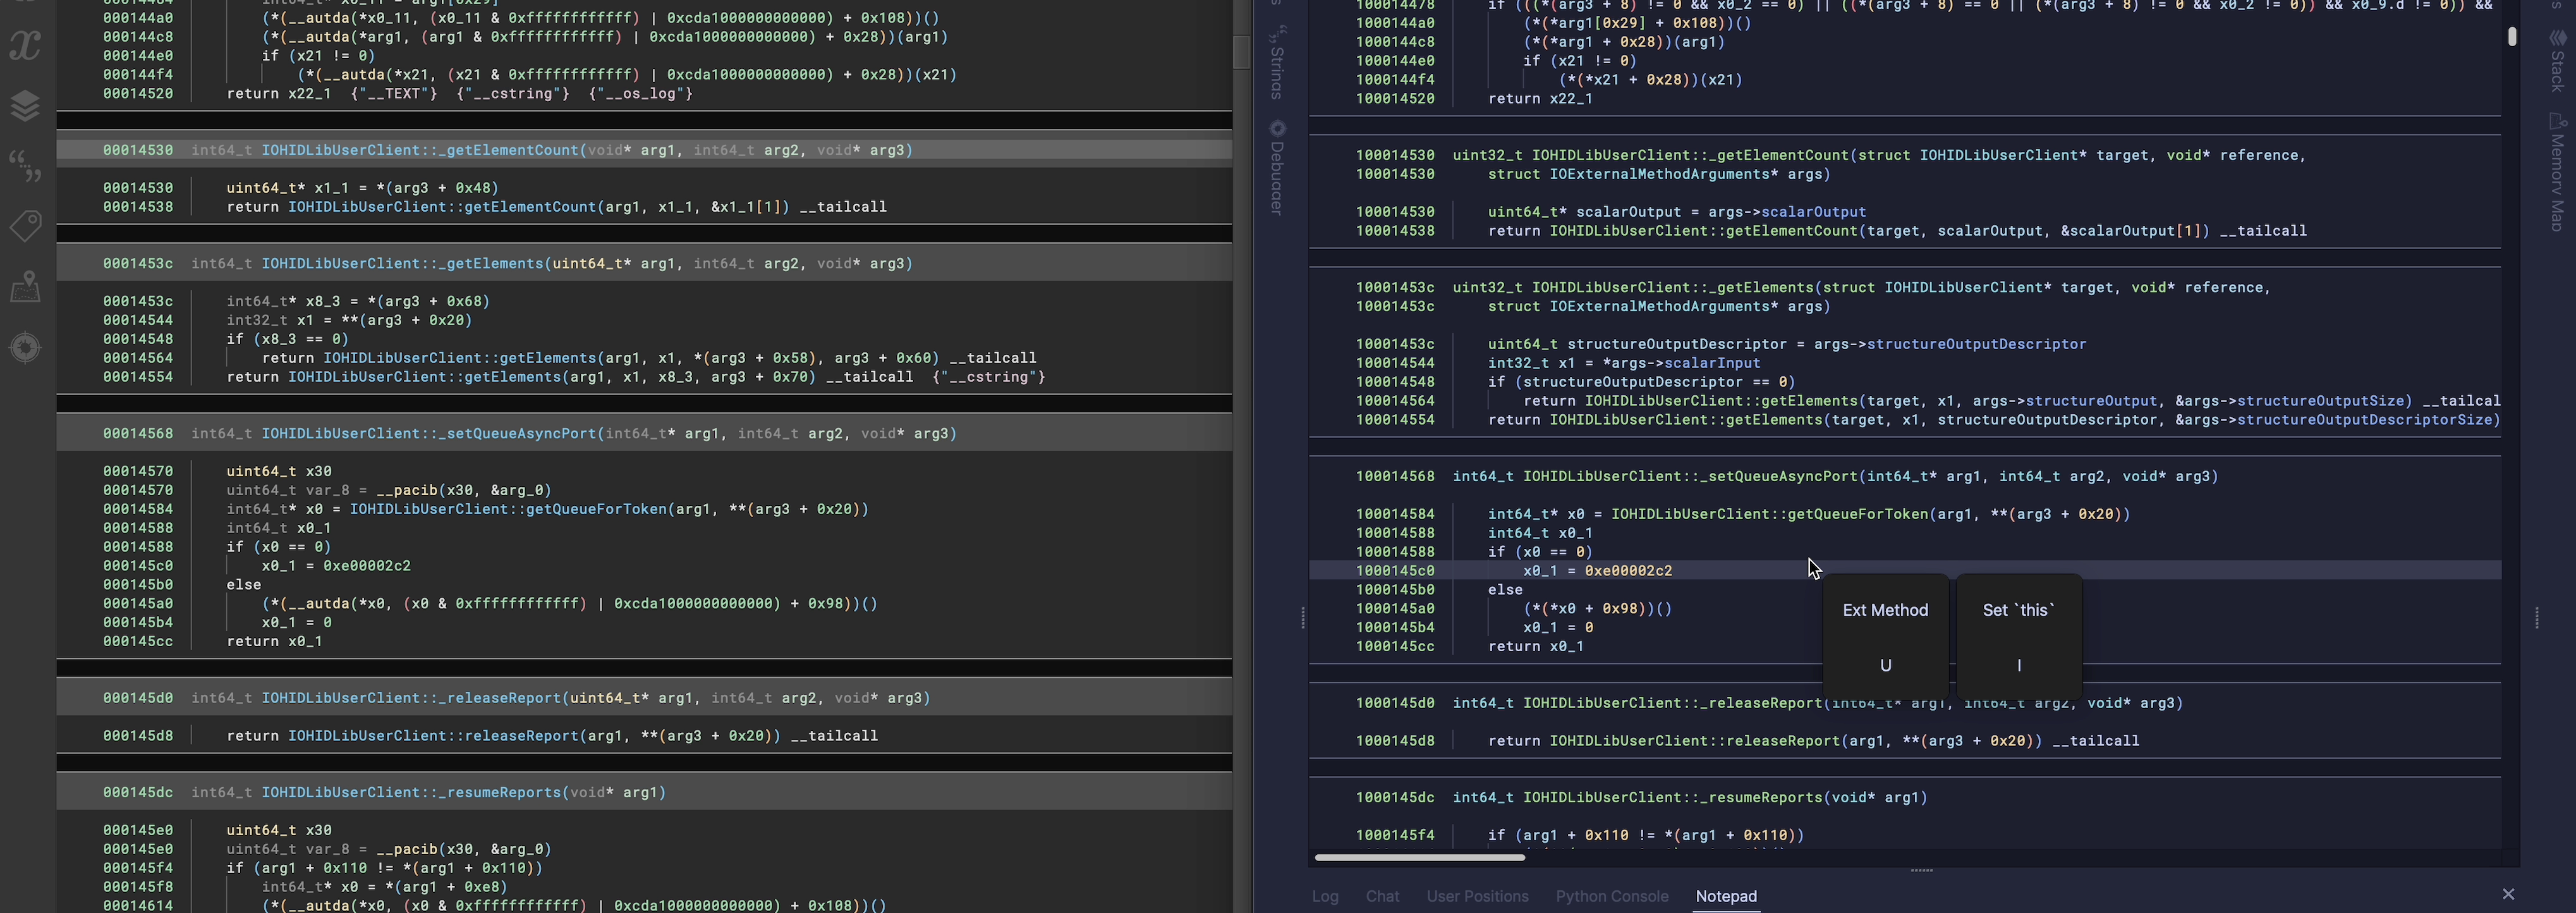 000144a0 (*(__autda(*x0_11, (x0_11 & 0xffffffffffff) | 0xcda1000000000000) + 0x108))()
000144c8 (*(__autda(*arg1, (arg1 & 0xffffffffffff) | 0xcda1000000000000) + 0x28))(arg1)
000144e0 if (x21 != 0)
000144f4 (*(__autda(*x21, (x21 & 0xffffffffffff) | 0xcda1000000000000) + 0x28))(x21)
00014520 return x22_1 {"__TEXT"} {"__cstring"} {"__os_log"}
00014530 int64_t IOHIDLibUserClient::_getElementCount(void* arg1, int64_t arg2, void* arg3)
00014530 uint64_t* x1_1 = *(arg3 + 0x48)
00014538 return IOHIDLibUserClient::getElementCount(arg1, x1_1, &x1_1[1]) __tailcall
0001453c int64_t IOHIDLibUserClient::_getElements(uint64_t* arg1, int64_t arg2, void* arg3)
0001453c int64_t* x8_3 = *(arg3 + 0x68)
00014544 int32_t x1 = **(arg3 + 0x20)
00014548 if (x8_3 == 0)
00014564 return IOHIDLibUserClient::getElements(arg1, x1, *(arg3 + 0x58), arg3 + 0x60) __tailcall
00014554 return IOHIDLibUserClient::getElements(arg1, x1, x8_3, arg3 + 0x70) __tailcall {"__cstring"}
00014568 int64_t IOHIDLibUserClient::_setQueueAsyncPort(int64_t* arg1, int64_t arg2, void* arg3)
00014570 uint64_t x30
00014570 uint64_t var_8 = __pacib(x30, &arg_0)
00014584 int64_t* x0 = IOHIDLibUserClient::getQueueForToken(arg1, **(arg3 + 0x20))
00014588 int64_t x0_1
00014588 if (x0 == 0)
000145c0 x0_1 = 0xe00002c2
000145b0 else
000145a0 (*(__autda(*x0, (x0 & 0xffffffffffff) | 0xcda1000000000000) + 0x98))()
000145b4 x0_1 = 0
000145cc return x0_1
000145d0 int64_t IOHIDLibUserClient::_releaseReport(uint64_t* arg1, int64_t arg2, void* arg3)
000145d8 return IOHIDLibUserClient::releaseReport(arg1, **(arg3 + 0x20)) __tailcall
000145dc int64_t IOHIDLibUserClient::_resumeReports(void* arg1)
000145e0 uint64_t x30
000145e0 uint64_t var_8 = __pacib(x30, &arg_0)
000145f4 if (arg1 + 0x110 != *(arg1 + 0x110))
000145f8 int64_t* x0 = *(arg1 + 0xe8)
00014614 (*(__autda(*x0, (x0 & 0xffffffffffff) | 0xcda1000000000000) + 0x108))()
Strings
Debugger
100014478 if (((*(arg3 + 8) != 0 && x0_2 == 0) || ((*(arg3 + 8) == 0 || (*(arg3 + 8) != 0 && x0_2 != 0)) && x0_9.d != 0)) &&
1000144a0 (*(*arg1[0x29] + 0x108))()
1000144c8 (*(*arg1 + 0x28))(arg1)
1000144e0 if (x21 != 0)
1000144f4 (*(*x21 + 0x28))(x21)
100014520 return x22_1
100014530 uint32_t IOHIDLibUserClient::_getElementCount(struct IOHIDLibUserClient* target, void* reference,
100014530 struct IOExternalMethodArguments* args)
100014530 uint64_t* scalarOutput = args->scalarOutput
100014538 return IOHIDLibUserClient::getElementCount(target, scalarOutput, &scalarOutput[1]) __tailcall
10001453c uint32_t IOHIDLibUserClient::_getElements(struct IOHIDLibUserClient* target, void* reference,
10001453c struct IOExternalMethodArguments* args)
10001453c uint64_t structureOutputDescriptor = args->structureOutputDescriptor
100014544 int32_t x1 = *args->scalarInput
100014548 if (structureOutputDescriptor == 0)
100014564 return IOHIDLibUserClient::getElements(target, x1, args->structureOutput, &args->structureOutputSize) __tailcal
100014554 return IOHIDLibUserClient::getElements(target, x1, structureOutputDescriptor, &args->structureOutputDescriptorSize)
100014568 int64_t IOHIDLibUserClient::_setQueueAsyncPort(int64_t* arg1, int64_t arg2, void* arg3)
100014584 int64_t* x0 = IOHIDLibUserClient::getQueueForToken(arg1, **(arg3 + 0x20))
100014588 int64_t x0_1
100014588 if (x0 == 0)
1000145c0 x0_1 = 0xe00002c2
1000145b0 else
1000145a0 (*(*x0 + 0x98))()
1000145b4 x0_1 = 0
1000145cc return x0_1
Ext Method
U
Set `this`
I
1000145d0 int64_t IOHIDLibUserClient::_releaseReport(int64_t* arg1, int64_t arg2, void* arg3)
1000145d8 return IOHIDLibUserClient::releaseReport(arg1, **(arg3 + 0x20)) __tailcall
1000145dc int64_t IOHIDLibUserClient::_resumeReports(void* arg1)
1000145f4 if (arg1 + 0x110 != *(arg1 + 0x110))
Log Chat User Positions Python Console Notepad
Stack
Memory Map